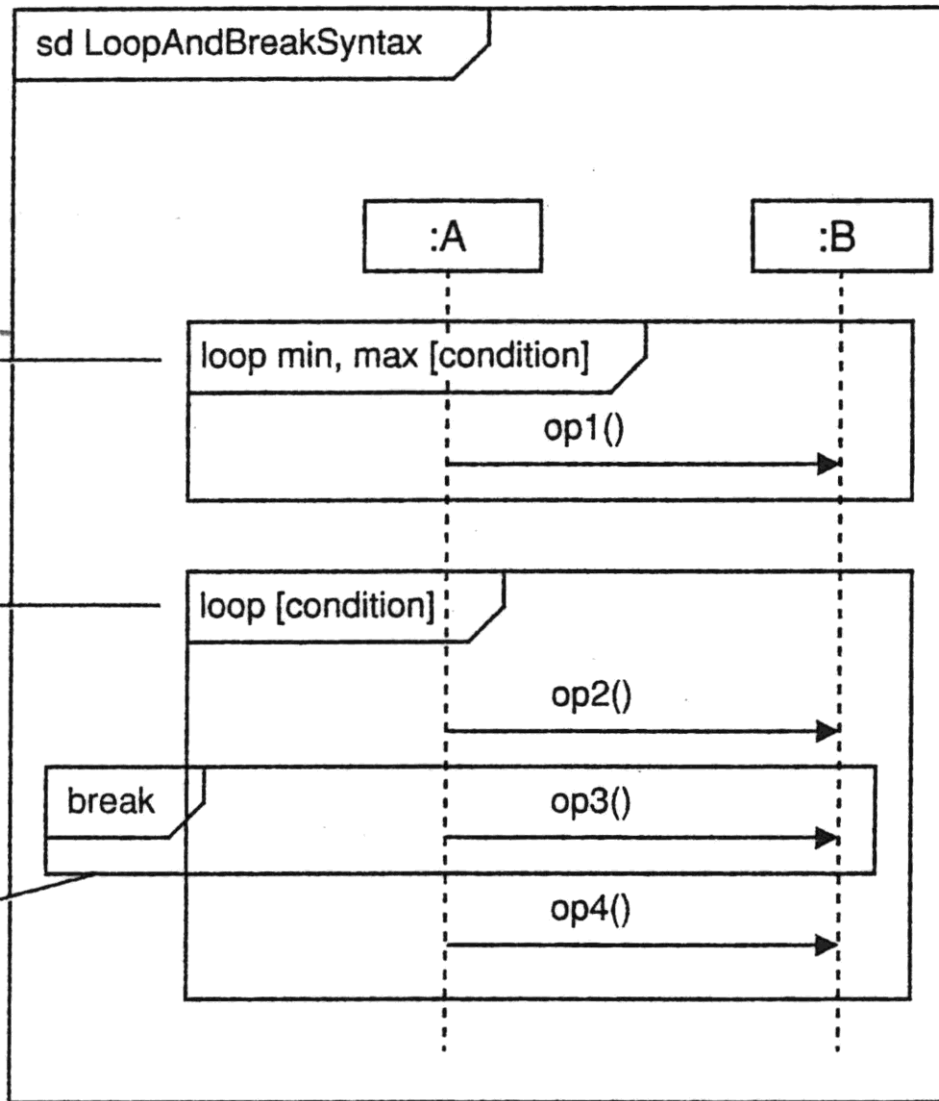 sd LoopAndBreakSyntax
:A
:B
loop min, max [condition]
op1()
loop [condition]
op2()
break
op3()
op4()